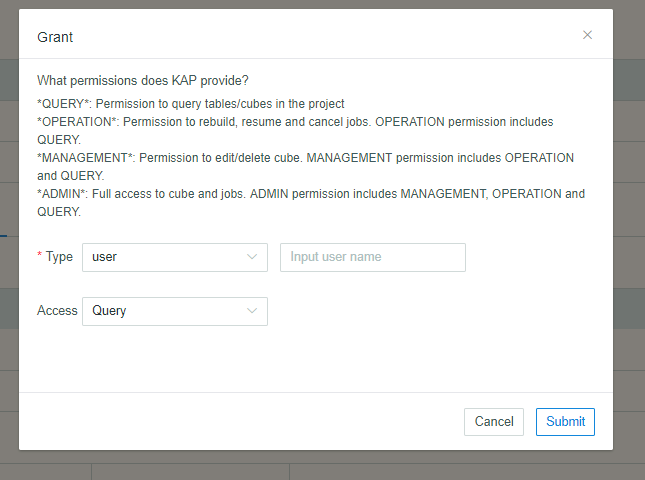 Grant
What permissions does KAP provide?
*QUERY*: Permission to query tables/cubes in the project
*OPERATION*: Permission to rebuild, resume and cancel jobs. OPERATION permission includes
QUERY.
*MANAGEMENT*: Permission to edit/delete cube. MANAGEMENT permission includes OPERATION
and QUERY.
*ADMIN*: Full access to cube and jobs. ADMIN permission includes MANAGEMENT, OPERATION and
QUERY.
* Type user Input user name
Access Query
Cancel Submit